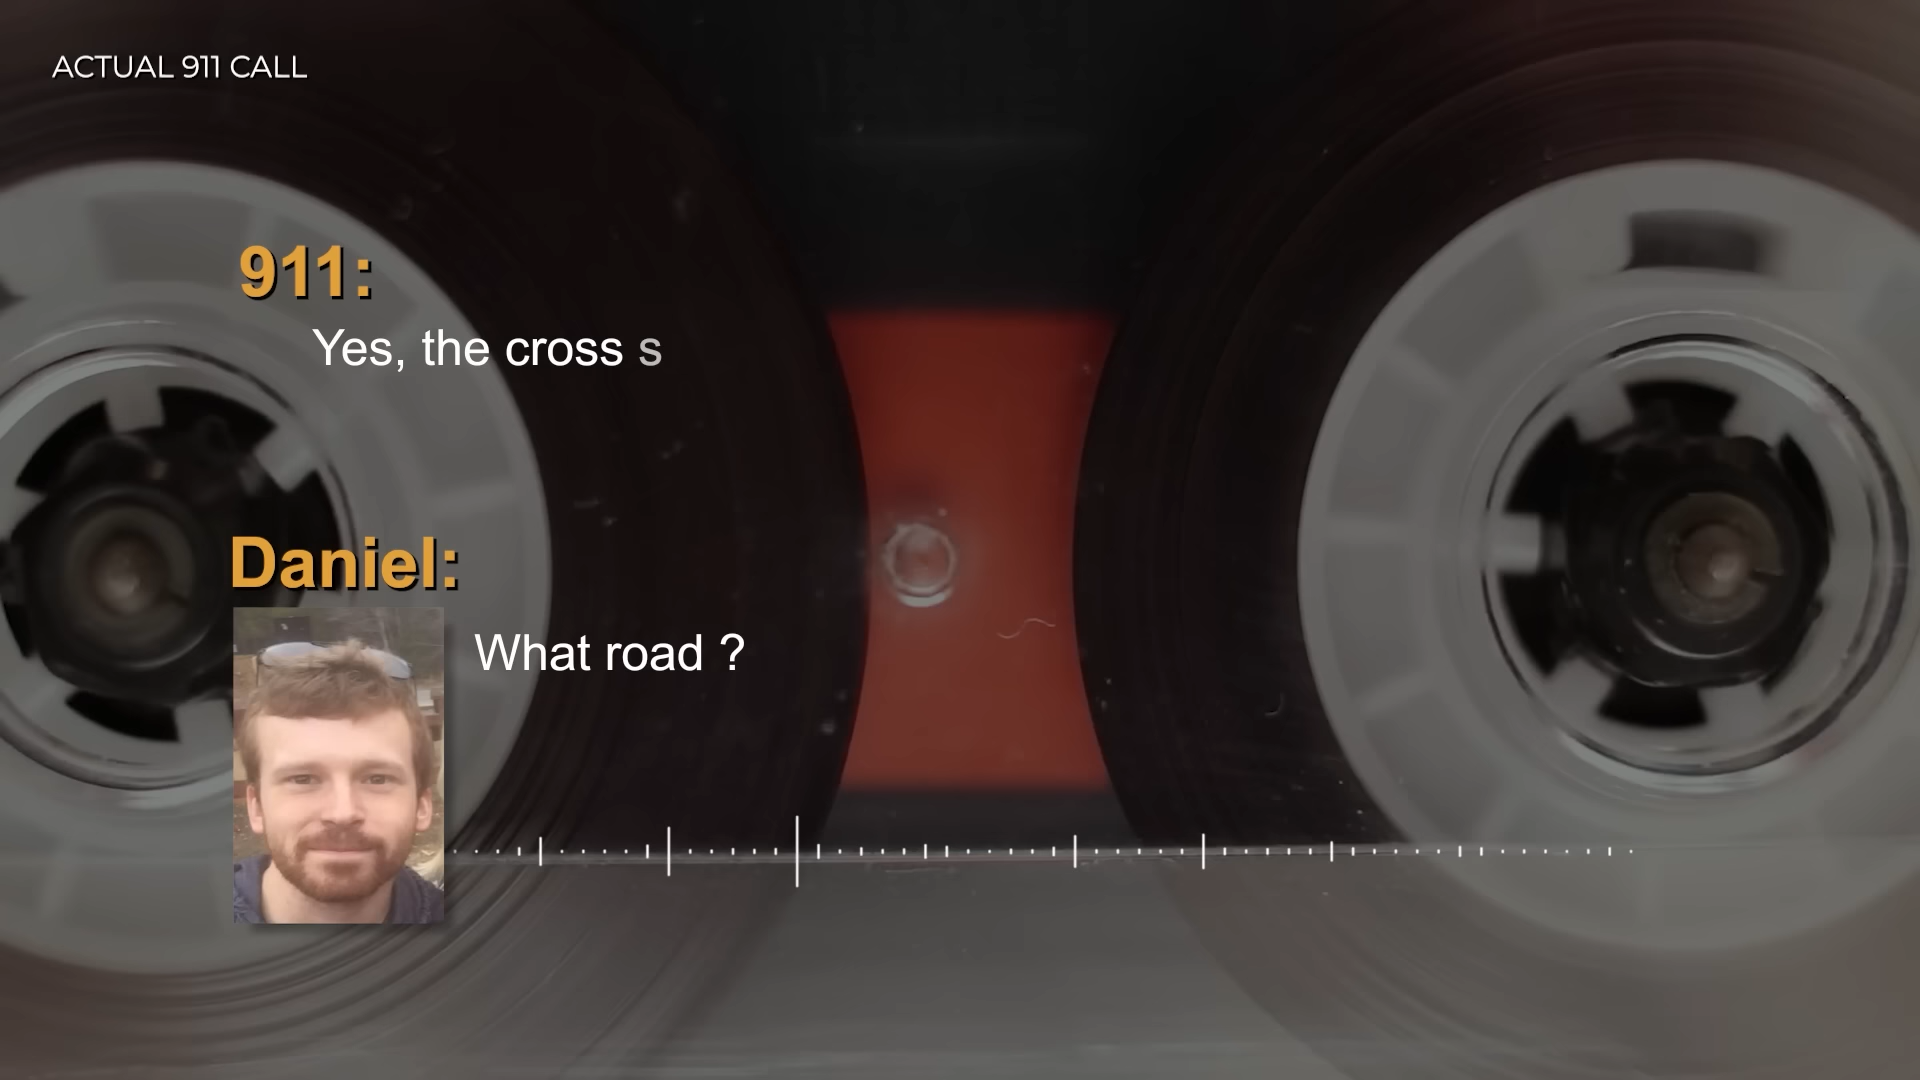 ACTUAL 911 CALL
911:
Yes, the cross s
Daniel:
What road ?